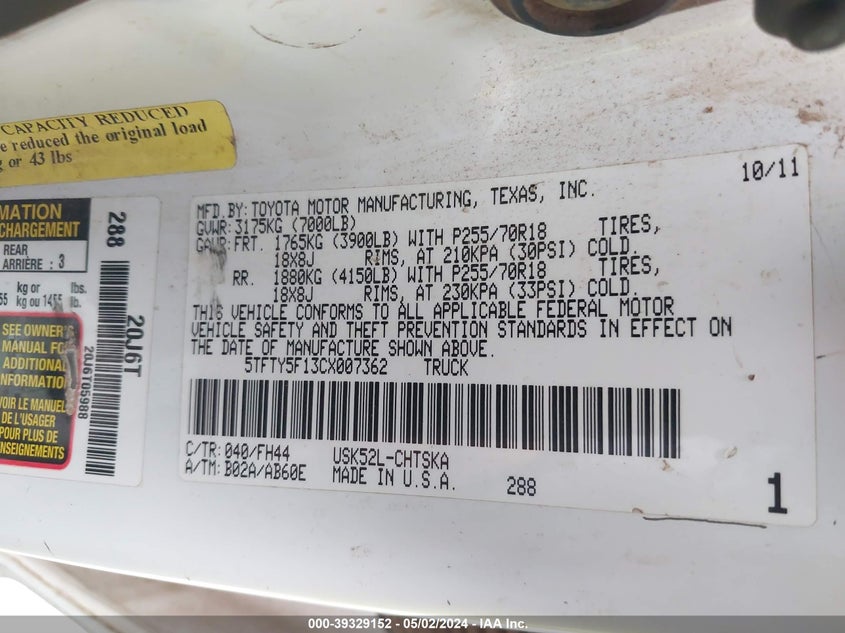 CAPACITY REDUCED
reduced the original load
or 43 lbs
MATION
CHARGEMENT
REAR
ARRIÈRE : 3
kg or lbs.
55 kg ou 1455 lb.
SEE OWNER'S
MANUAL FOR
ADDITIONAL
INFORMATION
VOIR LE MANUEL
DE L'USAGER
POUR PLUS DE
RENSEIGNEMENTS
288
20J6T
20J6T05988
10/11
MFD.BY:TOYOTA MOTOR MANUFACTURING, TEXAS, INC.
GVWR:3175KG (7000LB)
GAWR:FRT. 1765KG (3900LB) WITH P255/70R18 TIRES,
18X8J RIMS, AT 210KPA (30PSI) COLD.
RR. 1880KG (4150LB) WITH P255/70R18 TIRES,
18X8J RIMS, AT 230KPA (33PSI) COLD.
THIS VEHICLE CONFORMS TO ALL APPLICABLE FEDERAL MOTOR
VEHICLE SAFETY AND THEFT PREVENTION STANDARDS IN EFFECT ON
THE DATE OF MANUFACTURE SHOWN ABOVE.
5TFTY5F13CX007362 TRUCK
C/TR:040/FH44 USK52L-CHTSKA
A/TM:B02A/AB60E MADE IN U.S.A. 288
1
000-39329152 - 05/02/2024 - IAA Inc.